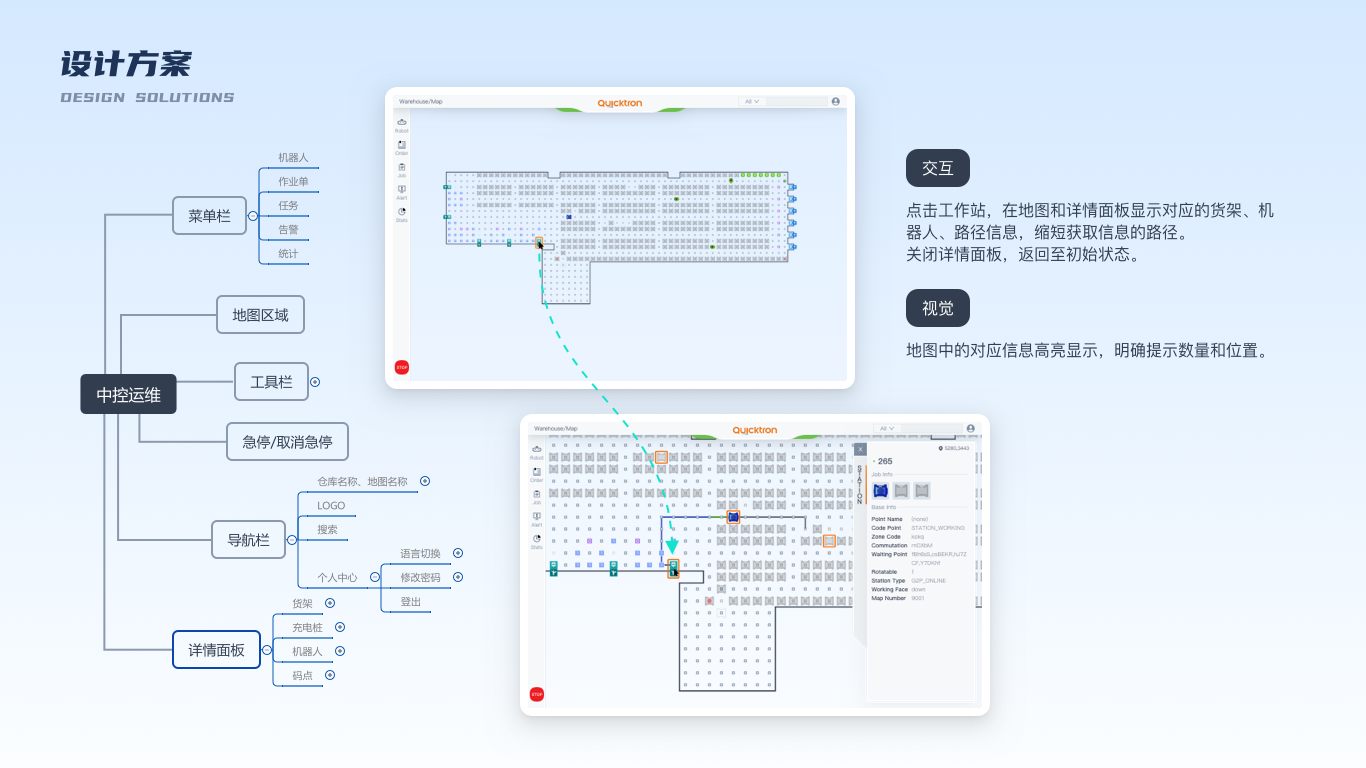 设计方案
DESIGN SOLUTIONS
中控运维
菜单栏
机器人
作业单
任务
告警
统计
地图区域
工具栏
急停/取消急停
导航栏
仓库名称、地图名称
LOGO
搜索
个人中心
语言切换
修改密码
登出
详情面板
货架
充电桩
机器人
码点
Warehouse/Map
Quicktron
All
Robot
Order
Job
Alert
Stats
STOP
Warehouse/Map
Quicktron
All
Robot
Order
Job
Alert
Stats
STOP
STATION
5280,3443
265
Job Info
Base Info
Point Name (none)
Code Point STATION_WORKING
Zone Code
Commutation
Waiting Point
Rotatable
Station Type G2P_ONLINE
Working Face down
Map Number 9001
交互
点击工作站，在地图和详情面板显示对应的货架、机
器人、路径信息，缩短获取信息的路径。
关闭详情面板，返回至初始状态。
视觉
地图中的对应信息高亮显示，明确提示数量和位置。